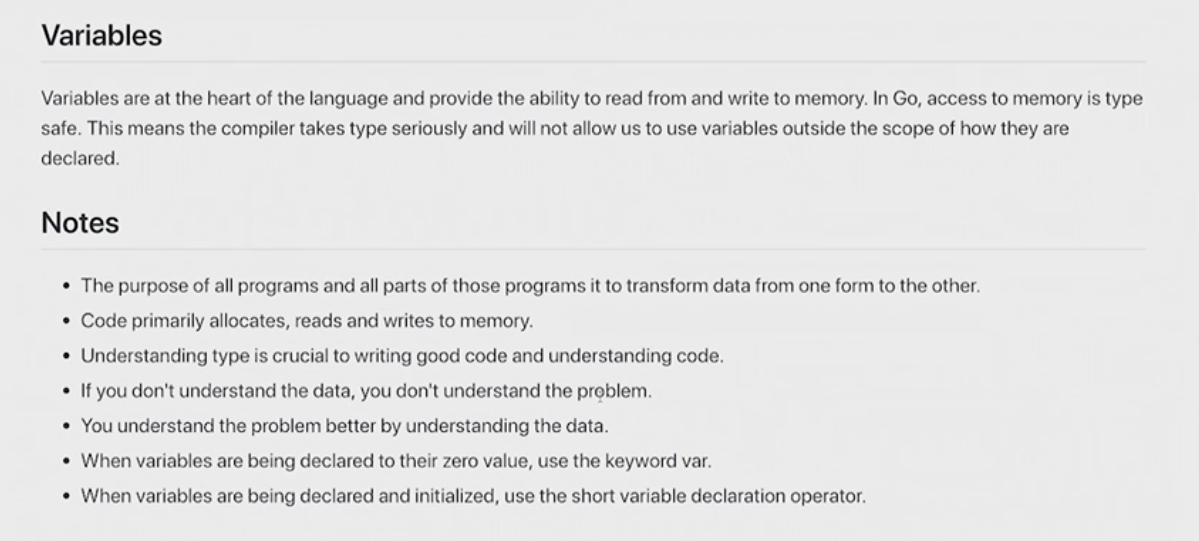 Variables
Variables are at the heart of the language and provide the ability to read from and write to memory. In Go, access to memory is type
safe. This means the compiler takes type seriously and will not allow us to use variables outside the scope of how they are
declared.
Notes
• The purpose of all programs and all parts of those programs it to transform data from one form to the other.
• Code primarily allocates, reads and writes to memory.
• Understanding type is crucial to writing good code and understanding code.
• If you don't understand the data, you don't understand the problem.
• You understand the problem better by understanding the data.
• When variables are being declared to their zero value, use the keyword var.
• When variables are being declared and initialized, use the short variable declaration operator.